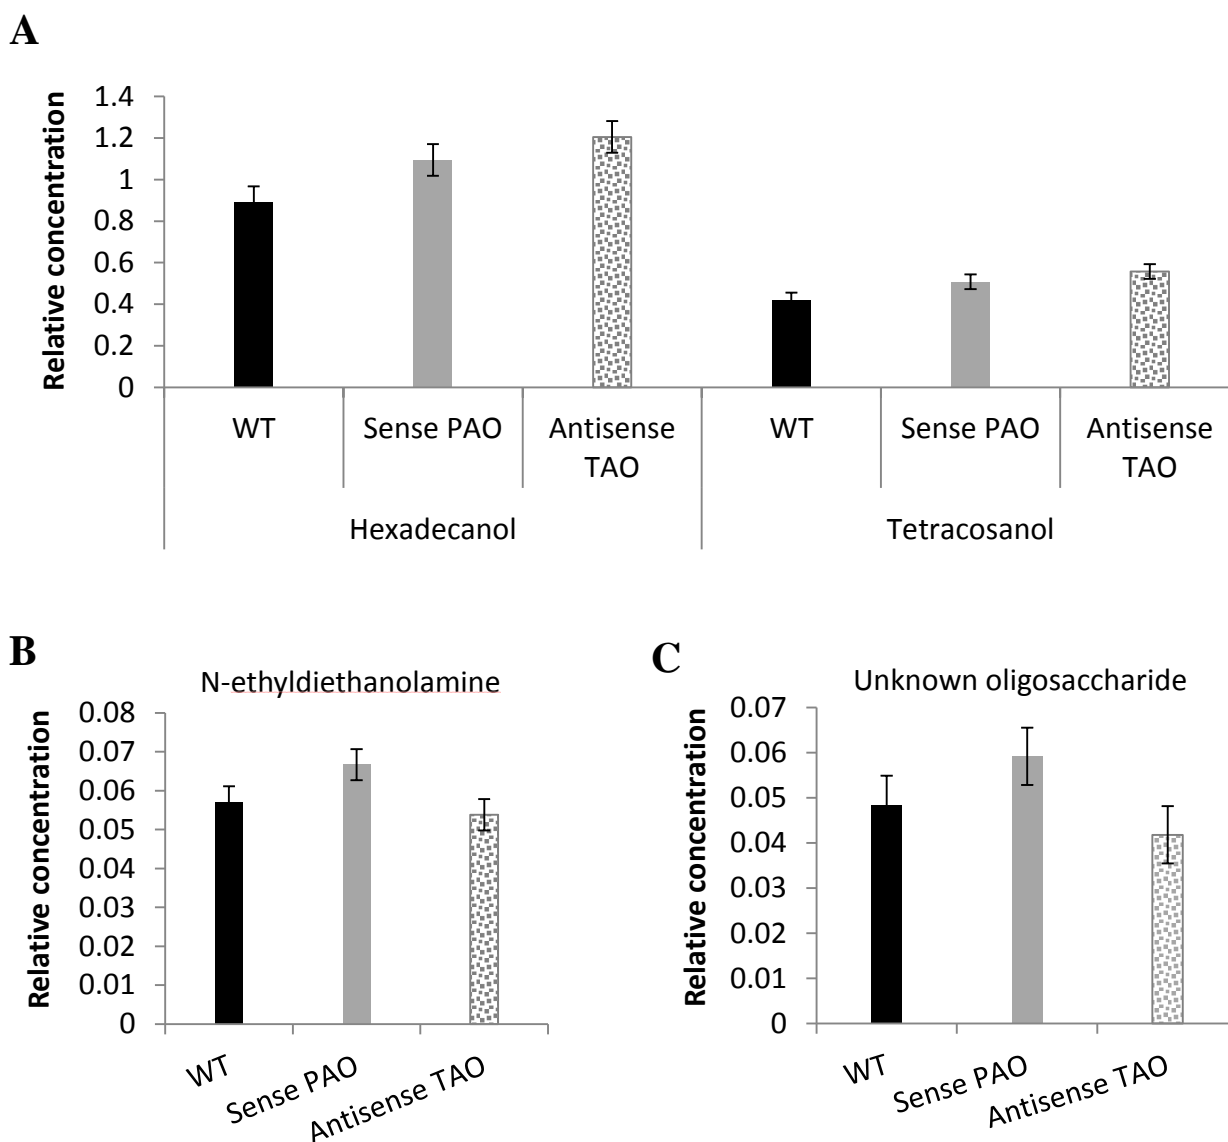 A
Relative concentration
1.4
1.2
1
0.8
0.6
0.4
0.2
0
WT
Sense PAO
Antisense
TAO
WT
Sense PAO
Antisense
TAO
Hexadecanol
Tetracosanol
B
N-ethyldiethanolamine
Relative concentration
0.08
0.07
0.06
0.05
0.04
0.03
0.02
0.01
0
WT
Sense PAO
Antisense TAO
C
Unknown oligosaccharide
Relative concentration
0.07
0.06
0.05
0.04
0.03
0.02
0.01
0
WT
Sense PAO
Antisense TAO